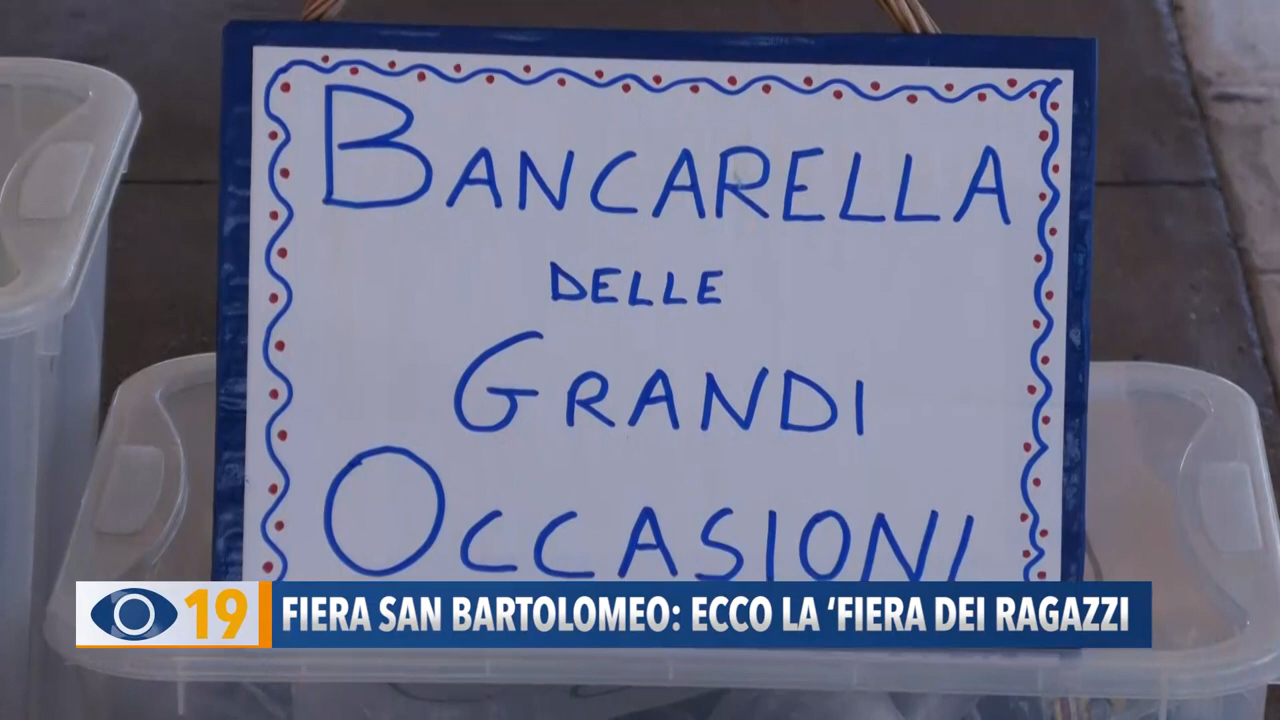 BANCARELLA
DELLE
GRANDI
OCCASIONI
19 FIERA SAN BARTOLOMEO: ECCO LA ‘FIERA DEI RAGAZZI